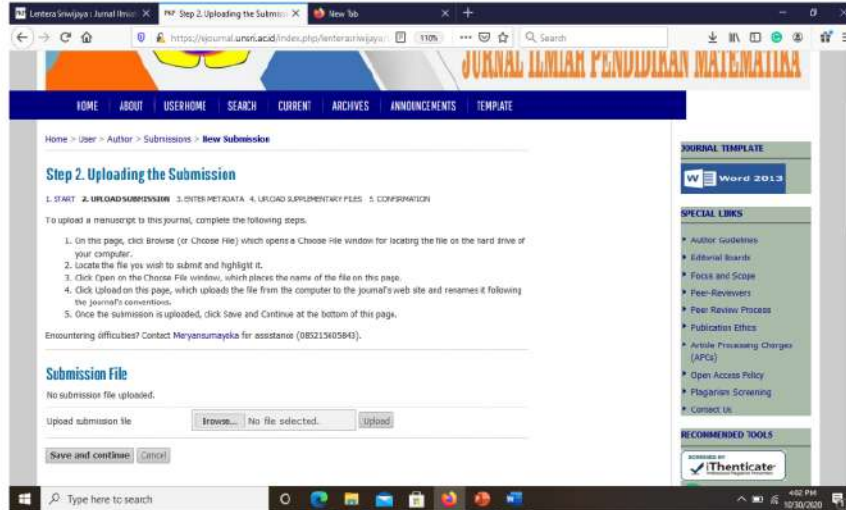 Lentera Sriwijaya : Jurnal Ilmia
Step 2. Uploading the Submiss
New Tab
https://ejournal.unsri.ac.id/index.php/lenterasriwijaya/
110%
Search
JURNAL ILMIAH PENDIDIKAN MATEMATIKA
HOME ABOUT USERHOME SEARCH CURRENT ARCHIVES ANNOUNCEMENTS TEMPLATE
Home > User > Author > Submissions > New Submission
Step 2. Uploading the Submission
1. START 2. UPLOAD SUBMISSION 3. ENTER METADATA 4. UPLOAD SUPPLEMENTARY FILES 5. CONFIRMATION
To upload a manuscript to this journal, complete the following steps.
1. On this page, click Browse (or Choose File) which opens a Choose File window for locating the file on the hard drive of
your computer.
2. Locate the file you wish to submit and highlight it.
3. Click Open on the Choose File window, which places the name of the file on this page.
4. Click Upload on this page, which uploads the file from the computer to the journal's web site and renames it following
the journal's conventions.
5. Once the submission is uploaded, click Save and Continue at the bottom of this page.
Encountering difficulties? Contact Meryansumayeka for assistance (085215605843).
Submission File
No submission file uploaded.
Upload submission file
Browse... No file selected. Upload
Save and continue Cancel
JOURNAL TEMPLATE
Word 2013
SPECIAL LINKS
Author Guidelines
Editorial Boards
Focus and Scope
Peer-Reviewers
Peer Review Process
Publication Ethics
Article Processing Charges
(APCs)
Open Access Policy
Plagiarism Screening
Contact Us
RECOMMENDED TOOLS
iThenticate
Type here to search
4:02 PM
10/30/2020